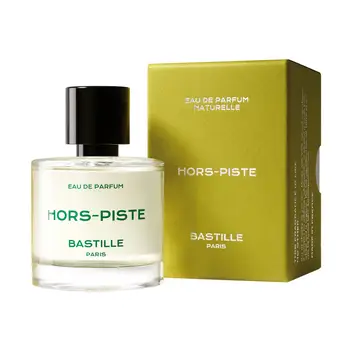 EAU DE PARFUM
HORS-PISTE
BASTILLE
PARIS
EAU DE PARFUM
NATURELLE
HORS-PISTE
BASTILLE
PARIS